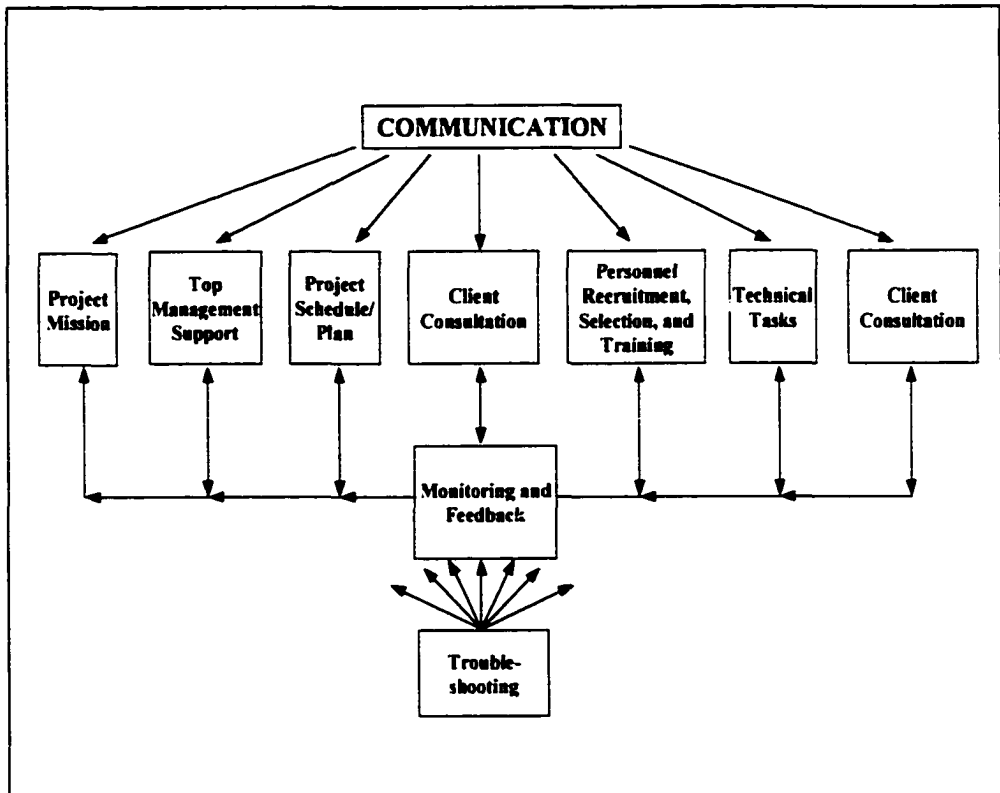 COMMUNICATION
Project
Mission
Top
Management
Support
Project
Schedule/
Plan
Client
Consultation
Personnel
Recruitment,
Selection, and
Training
Technical
Tasks
Client
Consultation
Monitoring and
Feedback
Trouble-
shooting